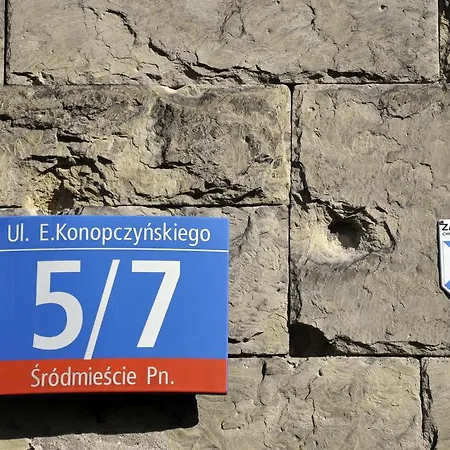 Ul. E.Konopczyńskiego
5/7
Śródmieście Pn.